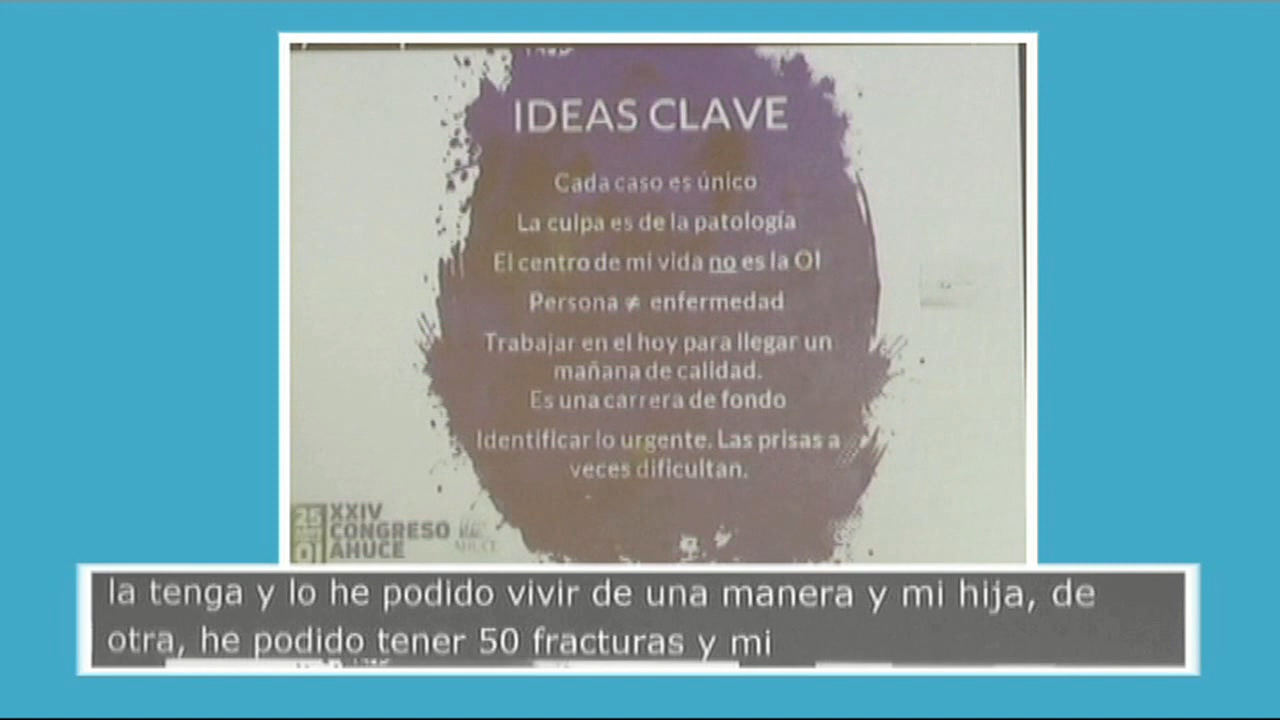 IDEAS CLAVE
Cada caso es único
La culpa es de la patología
El centro de mi vida no es la OI
Persona ≠ enfermedad
Trabajar en el hoy para llegar un
mañana de calidad.
Es una carrera de fondo
Identificar lo urgente. Las prisas a
veces dificultan.
25
OI
XXIV
CONGRESO
AHUCE
AHUCE
la tenga y lo he podido vivir de una manera y mi hija, de
otra, he podido tener 50 fracturas y mi